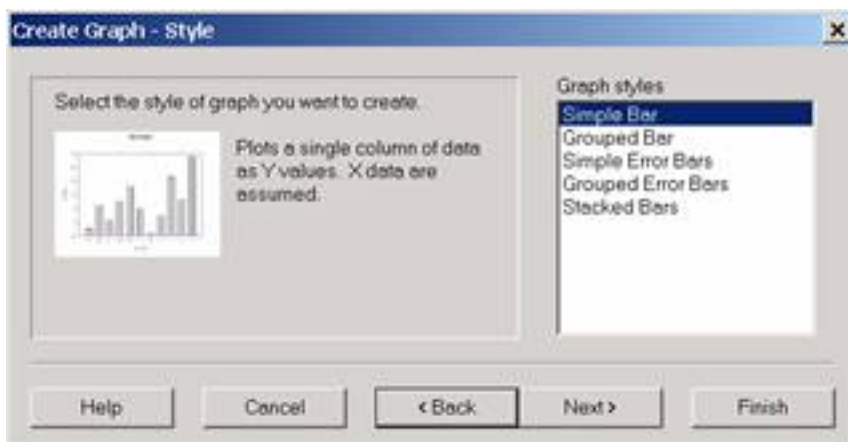 Create Graph - Style
Select the style of graph you want to create.
Plots a single column of data
as Y values. X data are
assumed.
Graph styles
Simple Bar
Grouped Bar
Simple Error Bars
Grouped Error Bars
Stacked Bars
Help
Cancel
< Back
Next >
Finish